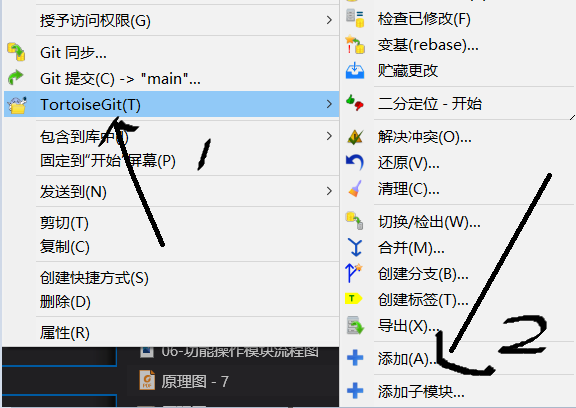 授予访问权限(G)
Git 同步...
Git 提交(C) -> "main"...
TortoiseGit(T)
包含到库中(I)
固定到"开始"屏幕(P)
1
发送到(N)
剪切(T)
复制(C)
创建快捷方式(S)
删除(D)
属性(R)
06-功能操作模块流程图
原理图 - 7
检查已修改(F)
变基(rebase)...
贮藏更改
二分定位 - 开始
解决冲突(O)...
还原(V)...
清理(C)...
切换/检出(W)...
合并(M)...
创建分支(B)...
创建标签(T)...
导出(X)...
2
添加(A)...
添加子模块...